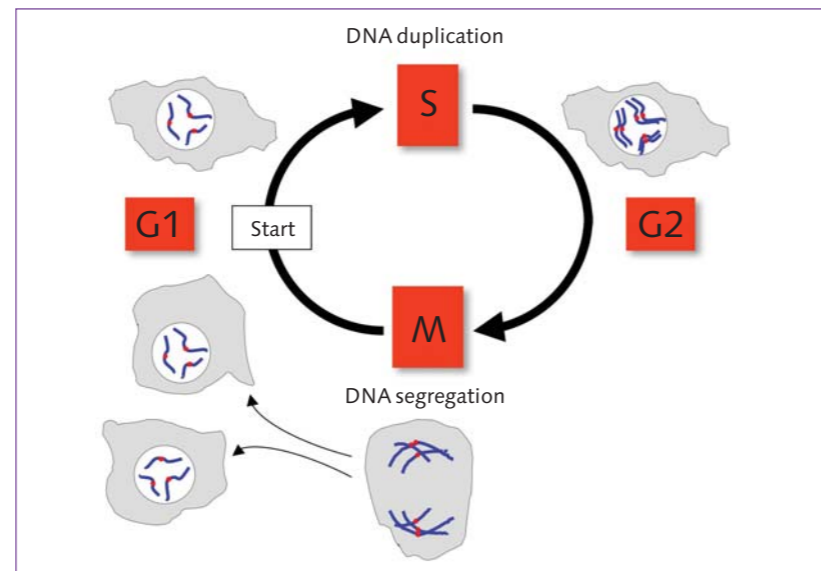 DNA duplication
S
G1
Start
G2
M
DNA segregation